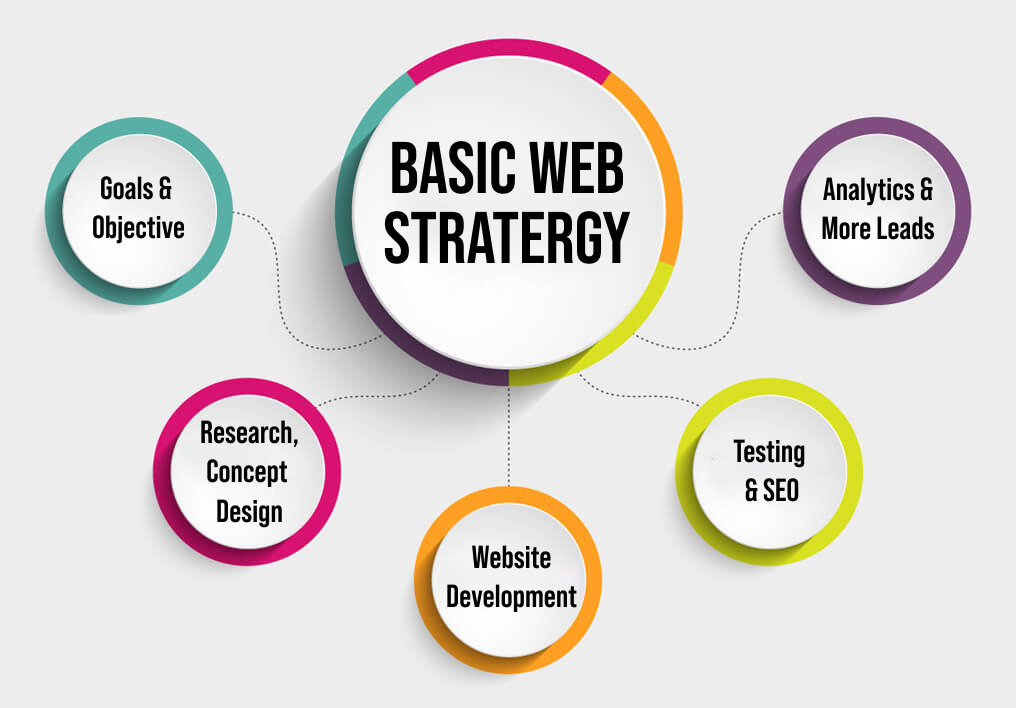 BASIC WEB
STRATERGY
Goals &
Objective
Research,
Concept
Design
Website
Development
Testing
& SEO
Analytics &
More Leads